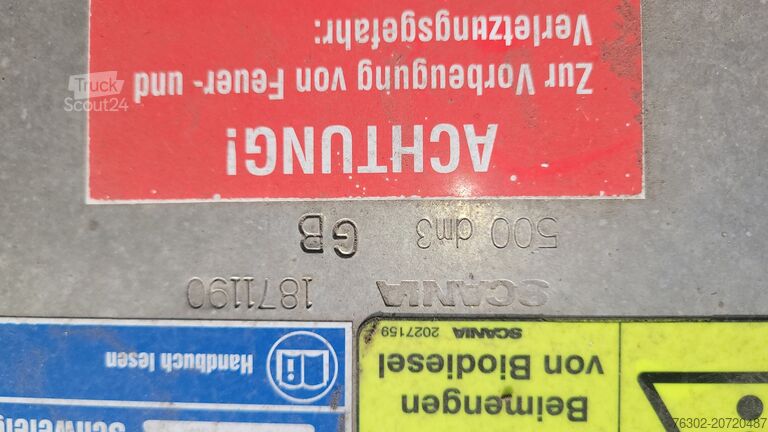 Beimengen
von Biodiesel
SCANIA 2027159
Handbuch lesen
SCANIA 1871190
500 dm3 GB
ACHTUNG!
Zur Vorbeugung von Feuer- und
Verletzungsgefahr:
Truck
Scout24
76302-20720487